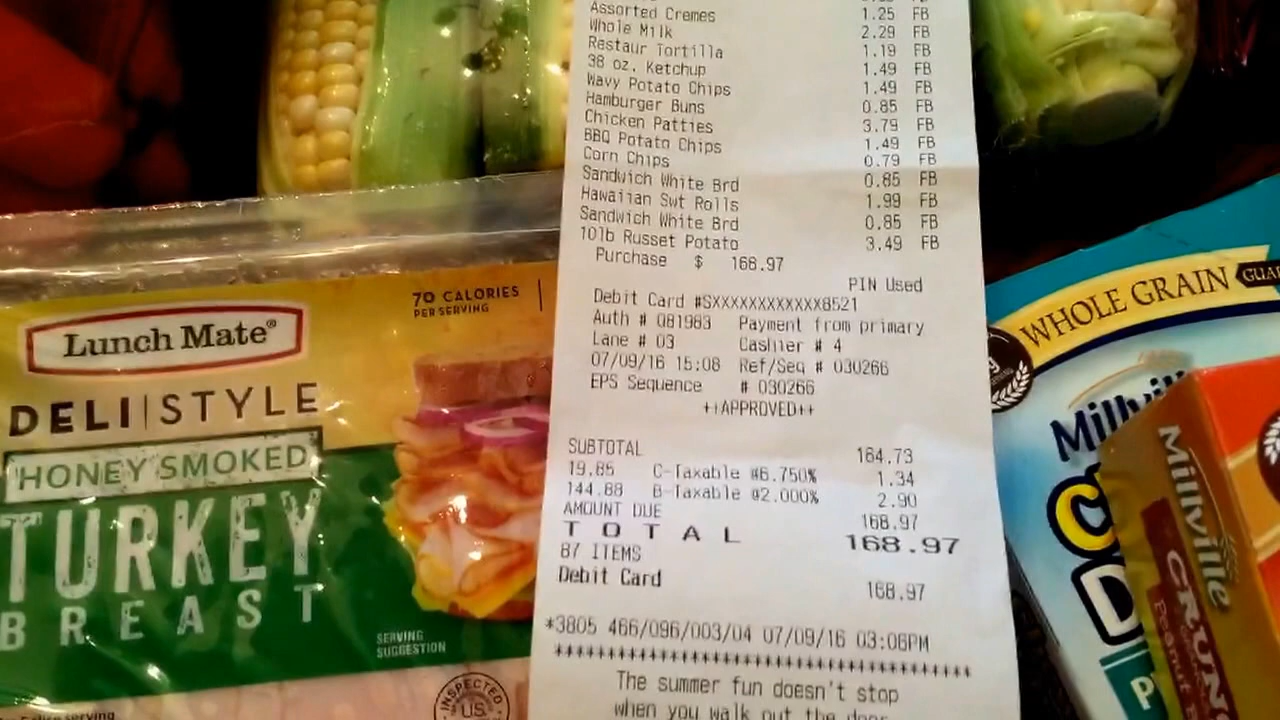 Assorted Cremes 1.25 FB
Whole Milk 2.29 FB
Restaur Tortilla 1.19 FB
38 oz. Ketchup 1.49 FB
Wavy Potato Chips 1.49 FB
Hamburger Buns 0.85 FB
Chicken Patties 3.79 FB
BBQ Potato Chips 1.49 FB
Corn Chips 0.79 FB
Sandwich White Brd 0.85 FB
Hawaiian Swt Rolls 1.99 FB
Sandwich White Brd 0.85 FB
10lb Russet Potato 3.49 FB
Purchase $ 168.97
PIN Used
Debit Card #SXXXXXXXXXXXX8521
Auth # 081983 Payment from primary
Lane # 03 Cashier # 4
07/09/16 15:08 Ref/Seq # 030266
EPS Sequence # 030266
++APPROVED++
SUBTOTAL 164.73
19.85 C-Taxable @6.750% 1.34
144.88 B-Taxable @2.000% 2.90
AMOUNT DUE 168.97
TOTAL 168.97
87 ITEMS
Debit Card 168.97
*3805 466/096/003/04 07/09/16 03:06PM
The summer fun doesn't stop
when you walk out the door
70 CALORIES
PER SERVING
Lunch Mate®
DELI|STYLE
HONEY SMOKED
TURKEY
BREAST
SERVING
SUGGESTION
INSPECTED
U.S.
WHOLE GRAIN
Millville
CRUN
Peanut